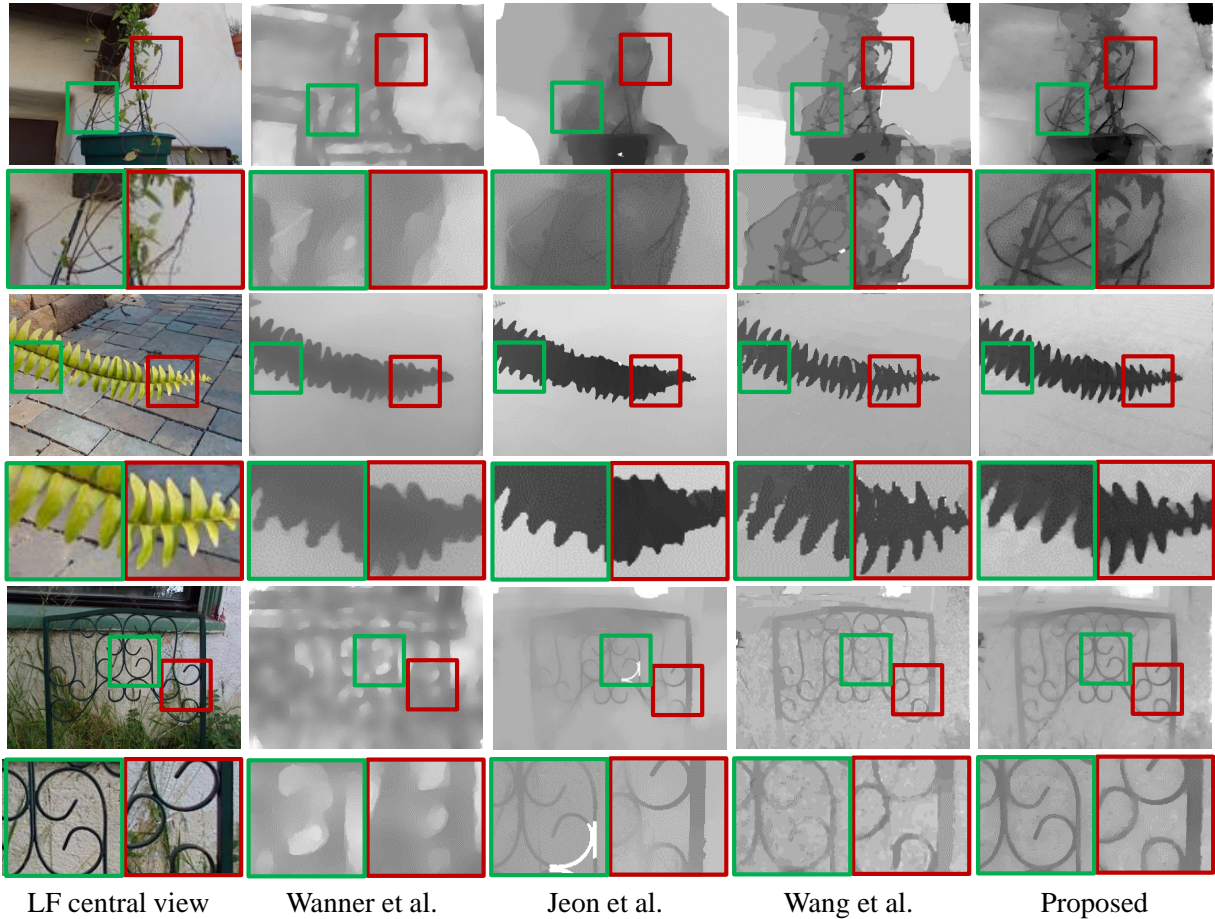 LF central view
Wanner et al.
Jeon et al.
Wang et al.
Proposed